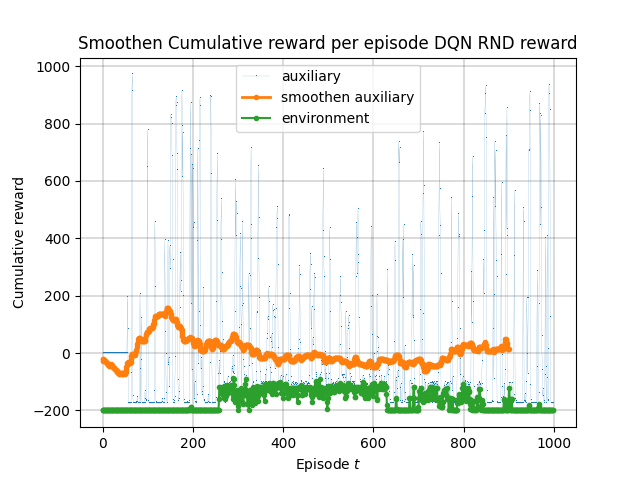 Smoothen Cumulative reward per episode DQN RND reward
1000
800
600
400
200
0
−200
Cumulative reward
auxiliary
smoothen auxiliary
environment
0 200 400 600 800 1000
Episode t